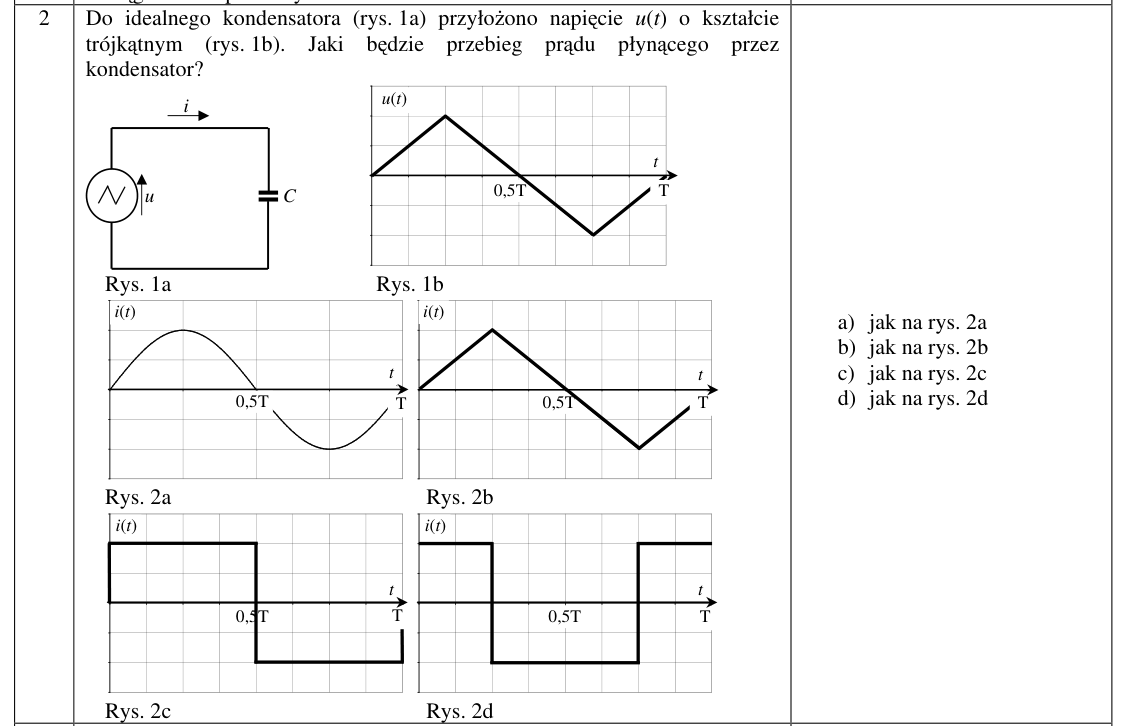 2
Do idealnego kondensatora (rys. 1a) przyłożono napięcie u(t) o kształcie
trójkątnym (rys. 1b). Jaki będzie przebieg prądu płynącego przez
kondensator?
i
u
C
u(t)
t
0,5T
T
Rys. 1a
Rys. 1b
i(t)
t
0,5T
T
i(t)
t
0,5T
T
Rys. 2a
Rys. 2b
i(t)
t
0,5T
T
i(t)
t
0,5T
T
Rys. 2c
Rys. 2d
a) jak na rys. 2a
b) jak na rys. 2b
c) jak na rys. 2c
d) jak na rys. 2d